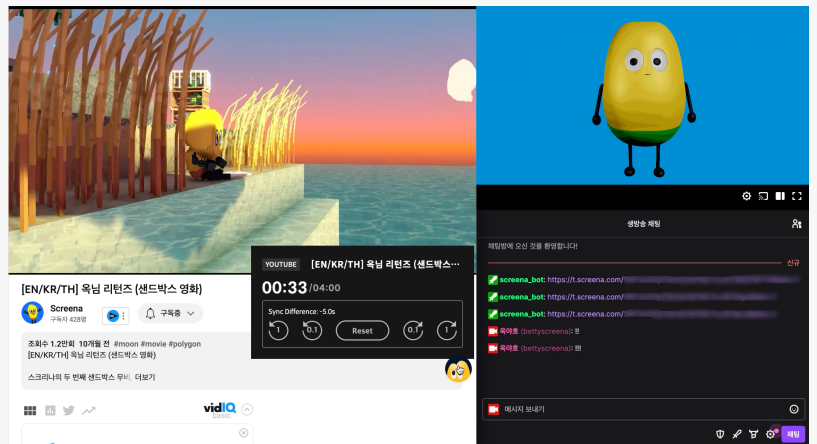 [EN/KR/TH] 옥님 리턴즈 (샌드박스 영화)
Screena
구독자 428명
구독중
조회수 1.2만회 10개월 전 #moon #movie #polygon
[EN/KR/TH] 옥님 리턴즈 (샌드박스 영화)
스크리나의 두 번째 샌드박스 무비, 더보기
vidIQ
YOUTUBE [EN/KR/TH] 옥님 리턴즈 (샌드박스…
00:33/04:00
Sync Difference: -5.0s
1 0.1 Reset 0.1 1
생방송 채팅
채팅방에 오신 것을 환영합니다!
신규
screena_bot: https://t.screena.com/
screena_bot: https://t.screena.com/
screena_bot: https://t.screena.com/
옥야호 (bettyscreena): !!
옥야호 (bettyscreena): !!!
메시지 보내기
채팅